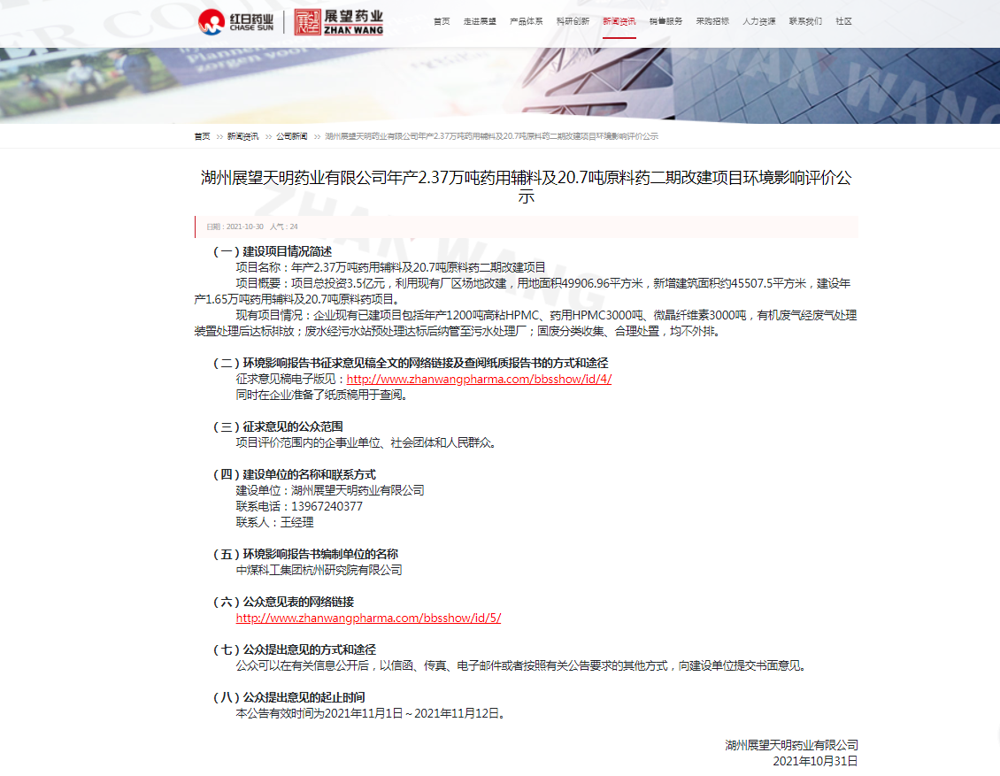 红日药业
CHASE SUN
展望药业
ZHAN WANG
首页 走进展望 产品体系 科研创新 新闻资讯 销售服务 采购招标 人力资源 联系我们 社区
ZHAN WANG
首页 >> 新闻资讯 >> 公司新闻 >> 湖州展望天明药业有限公司年产2.37万吨药用辅料及20.7吨原料药二期改建项目环境影响评价公示
湖州展望天明药业有限公司年产2.37万吨药用辅料及20.7吨原料药二期改建项目环境影响评价公
示
日期：2021-10-30 人气：24
ZHAN WANG
（一）建设项目情况简述
项目名称：年产2.37万吨药用辅料及20.7吨原料药二期改建项目
项目概要：项目总投资3.5亿元，利用现有厂区场地改建，用地面积49906.96平方米，新增建筑面积约45507.5平方米，建设年
产1.65万吨药用辅料及20.7吨原料药项目。
现有项目情况：企业现有已建项目包括年产1200吨高粘HPMC、药用HPMC3000吨、微晶纤维素3000吨，有机废气经废气处理
装置处理后达标排放；废水经污水站预处理达标后纳管至污水处理厂；固废分类收集、合理处置，均不外排。
（二）环境影响报告书征求意见稿全文的网络链接及查阅纸质报告书的方式和途径
征求意见稿电子版见：http://www.zhanwangpharma.com/bbsshow/id/4/
同时在企业准备了纸质稿用于查阅。
（三）征求意见的公众范围
项目评价范围内的企事业单位、社会团体和人民群众。
（四）建设单位的名称和联系方式
建设单位：湖州展望天明药业有限公司
联系电话：13967240377
联系人：王经理
（五）环境影响报告书编制单位的名称
中煤科工集团杭州研究院有限公司
（六）公众意见表的网络链接
http://www.zhanwangpharma.com/bbsshow/id/5/
（七）公众提出意见的方式和途径
公众可以在有关信息公开后，以信函、传真、电子邮件或者按照有关公告要求的其他方式，向建设单位提交书面意见。
（八）公众提出意见的起止时间
本公告有效时间为2021年11月1日～2021年11月12日。
湖州展望天明药业有限公司
2021年10月31日